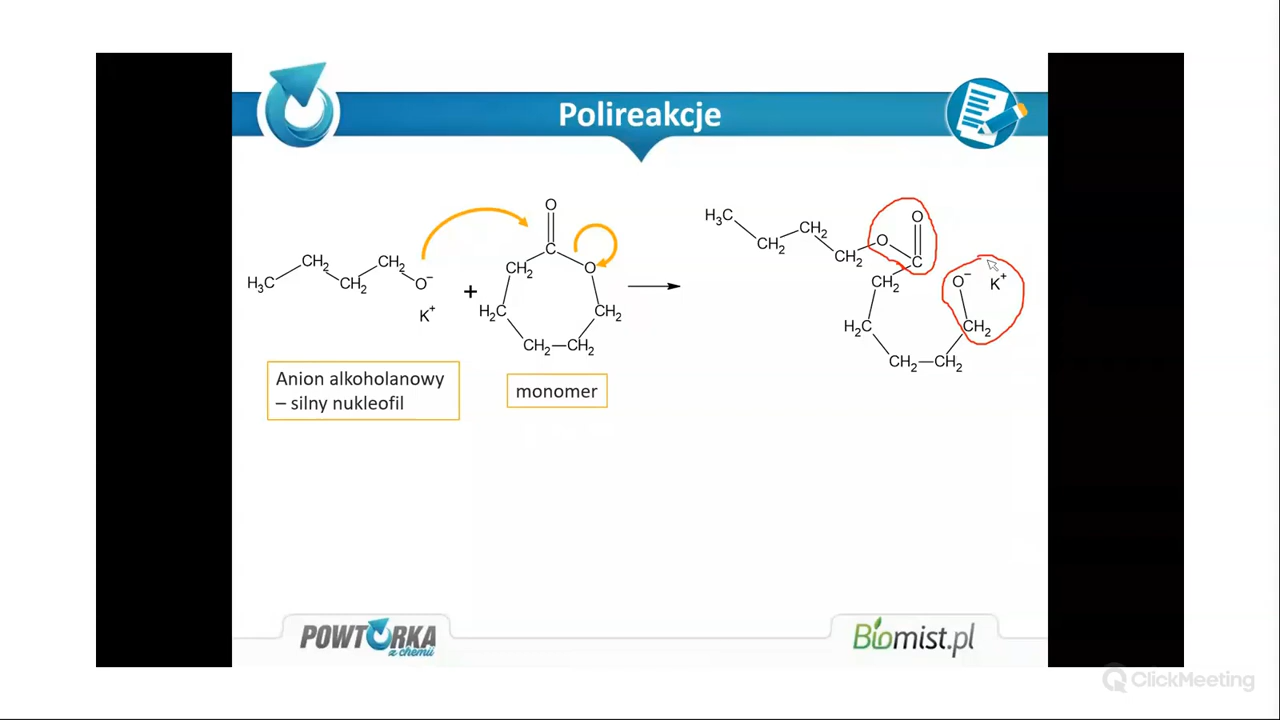 Polireakcje
O
C
O
CH2
H2C
CH2
CH2—CH2
H3C
CH2
CH2
CH2
O−
K+
+
H3C
CH2
CH2
CH2
O
O
C
CH2
H2C
CH2—CH2
CH2
O−
K+
Anion alkoholanowy
– silny nukleofil
monomer
POWTÓRKA
z chemii
Biomist.pl
ClickMeeting